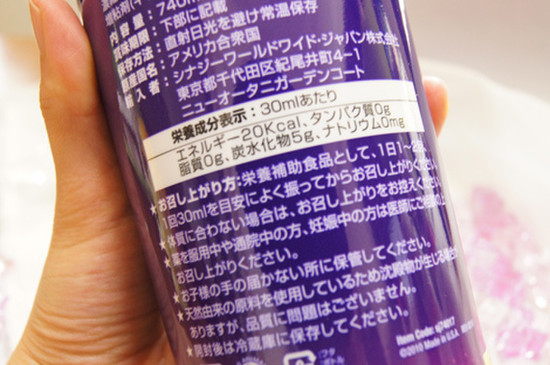 増粘剤(キ
内容量：740m
賞味期限：下部に記載
保存方法：直射日光を避け常温保存
原産国名：アメリカ合衆国
輸入者：シナジーワールドワイド・ジャパン株式会社
東京都千代田区紀尾井町4-1
ニューオータニガーデンコート
栄養成分表示：30mlあたり
エネルギー20Kcal、タンパク質0g
脂質0g、炭水化物5g、ナトリウム0mg
★お召し上がり方：栄養補助食品として、1日1〜2
1回30mlを目安によく振ってからお召し上がり
★体質に合わない場合は、お召し上がりをお控えくださ
★薬を服用中や通院中の方、妊娠中の方は医師にご相談
お召し上がりください。
★お子様の手の届かない所に保管してください。
★天然由来の原料を使用しているため沈殿物が生じる場合
ありますが、品質に問題はございません。
★開封後は冷蔵庫に保存してください。
フタ
ボトル
Item Code: sj74617
©2010 Made in U.S.A.